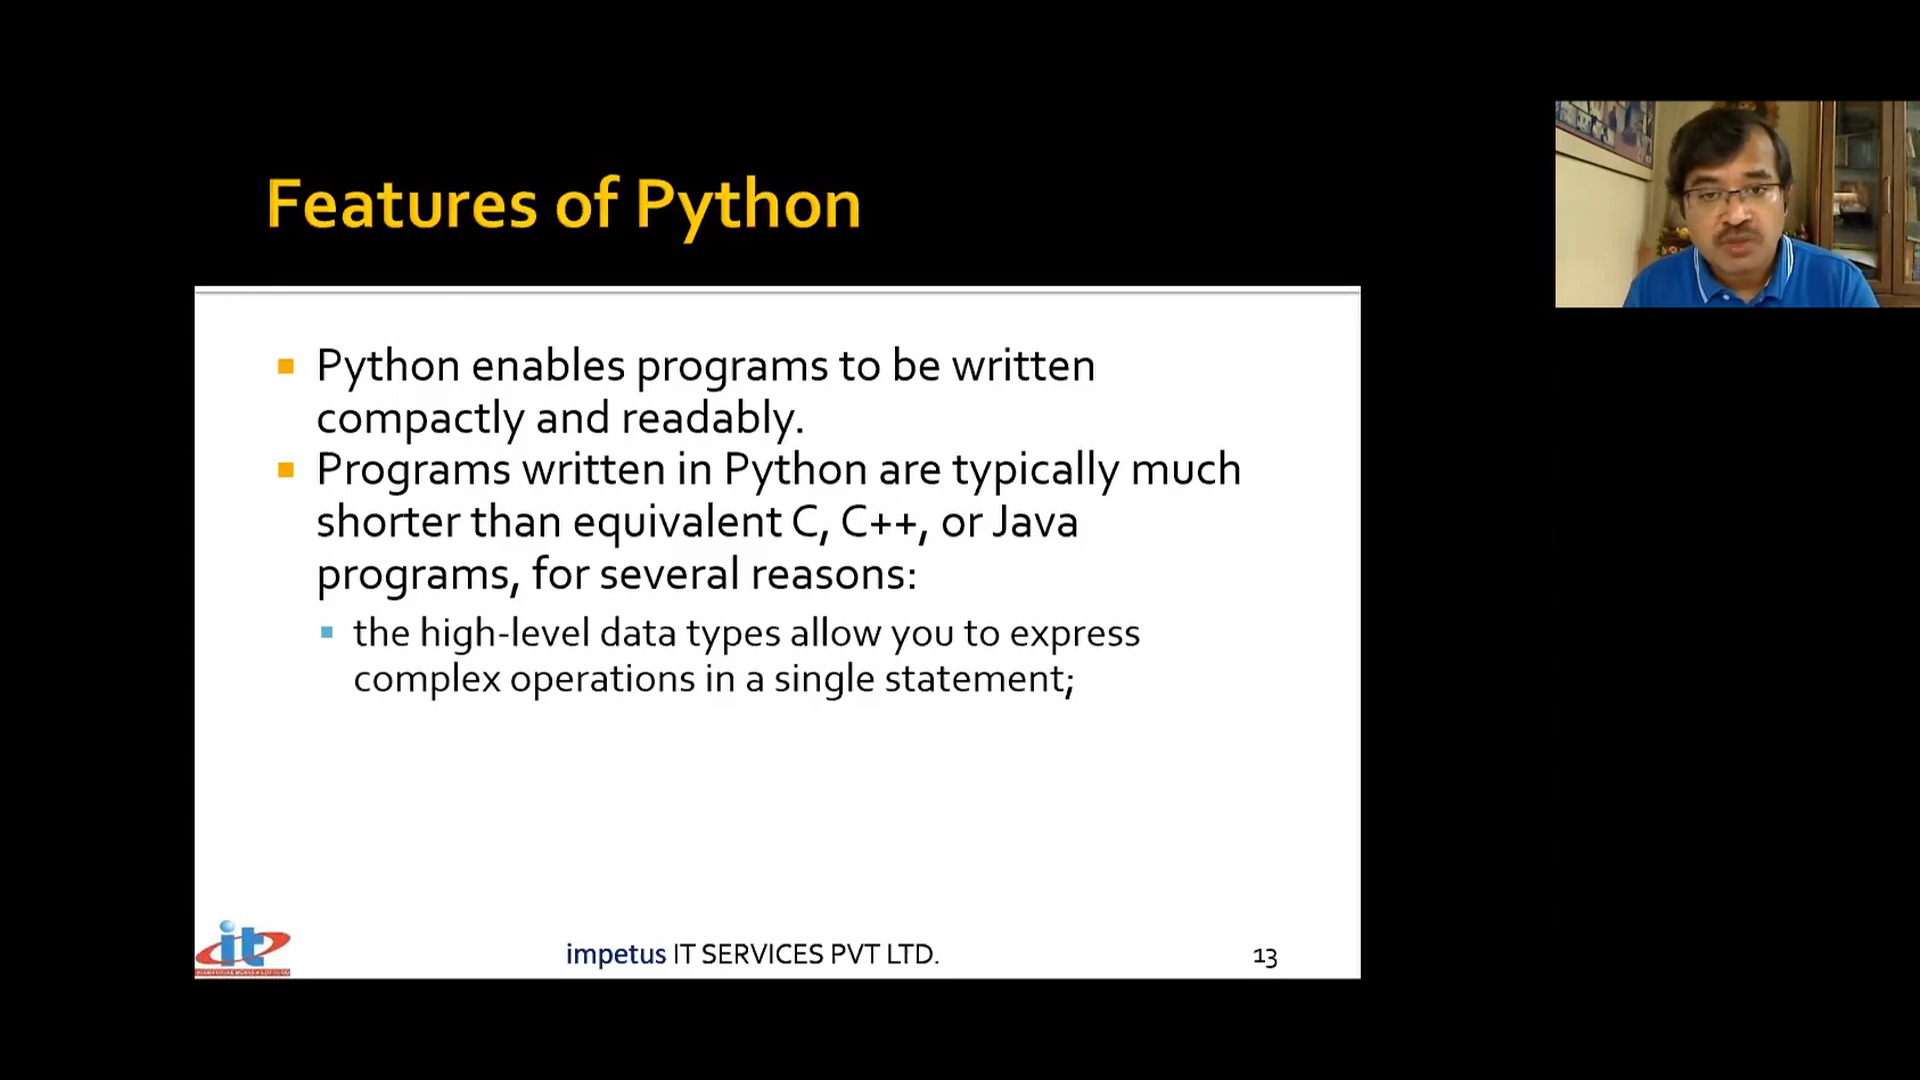 Features of Python
Python enables programs to be written
compactly and readably.
Programs written in Python are typically much
shorter than equivalent C, C++, or Java
programs, for several reasons:
the high-level data types allow you to express
complex operations in a single statement;
it
impetus IT SERVICES PVT LTD.
13